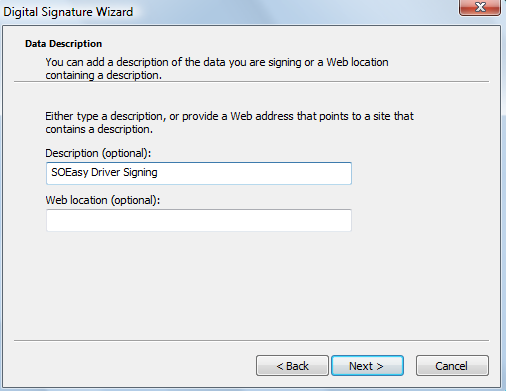 Digital Signature Wizard
Data Description
You can add a description of the data you are signing or a Web location
containing a description.
Either type a description, or provide a Web address that points to a site that
contains a description.
Description (optional):
SOEasy Driver Signing
Web location (optional):
< Back
Next >
Cancel